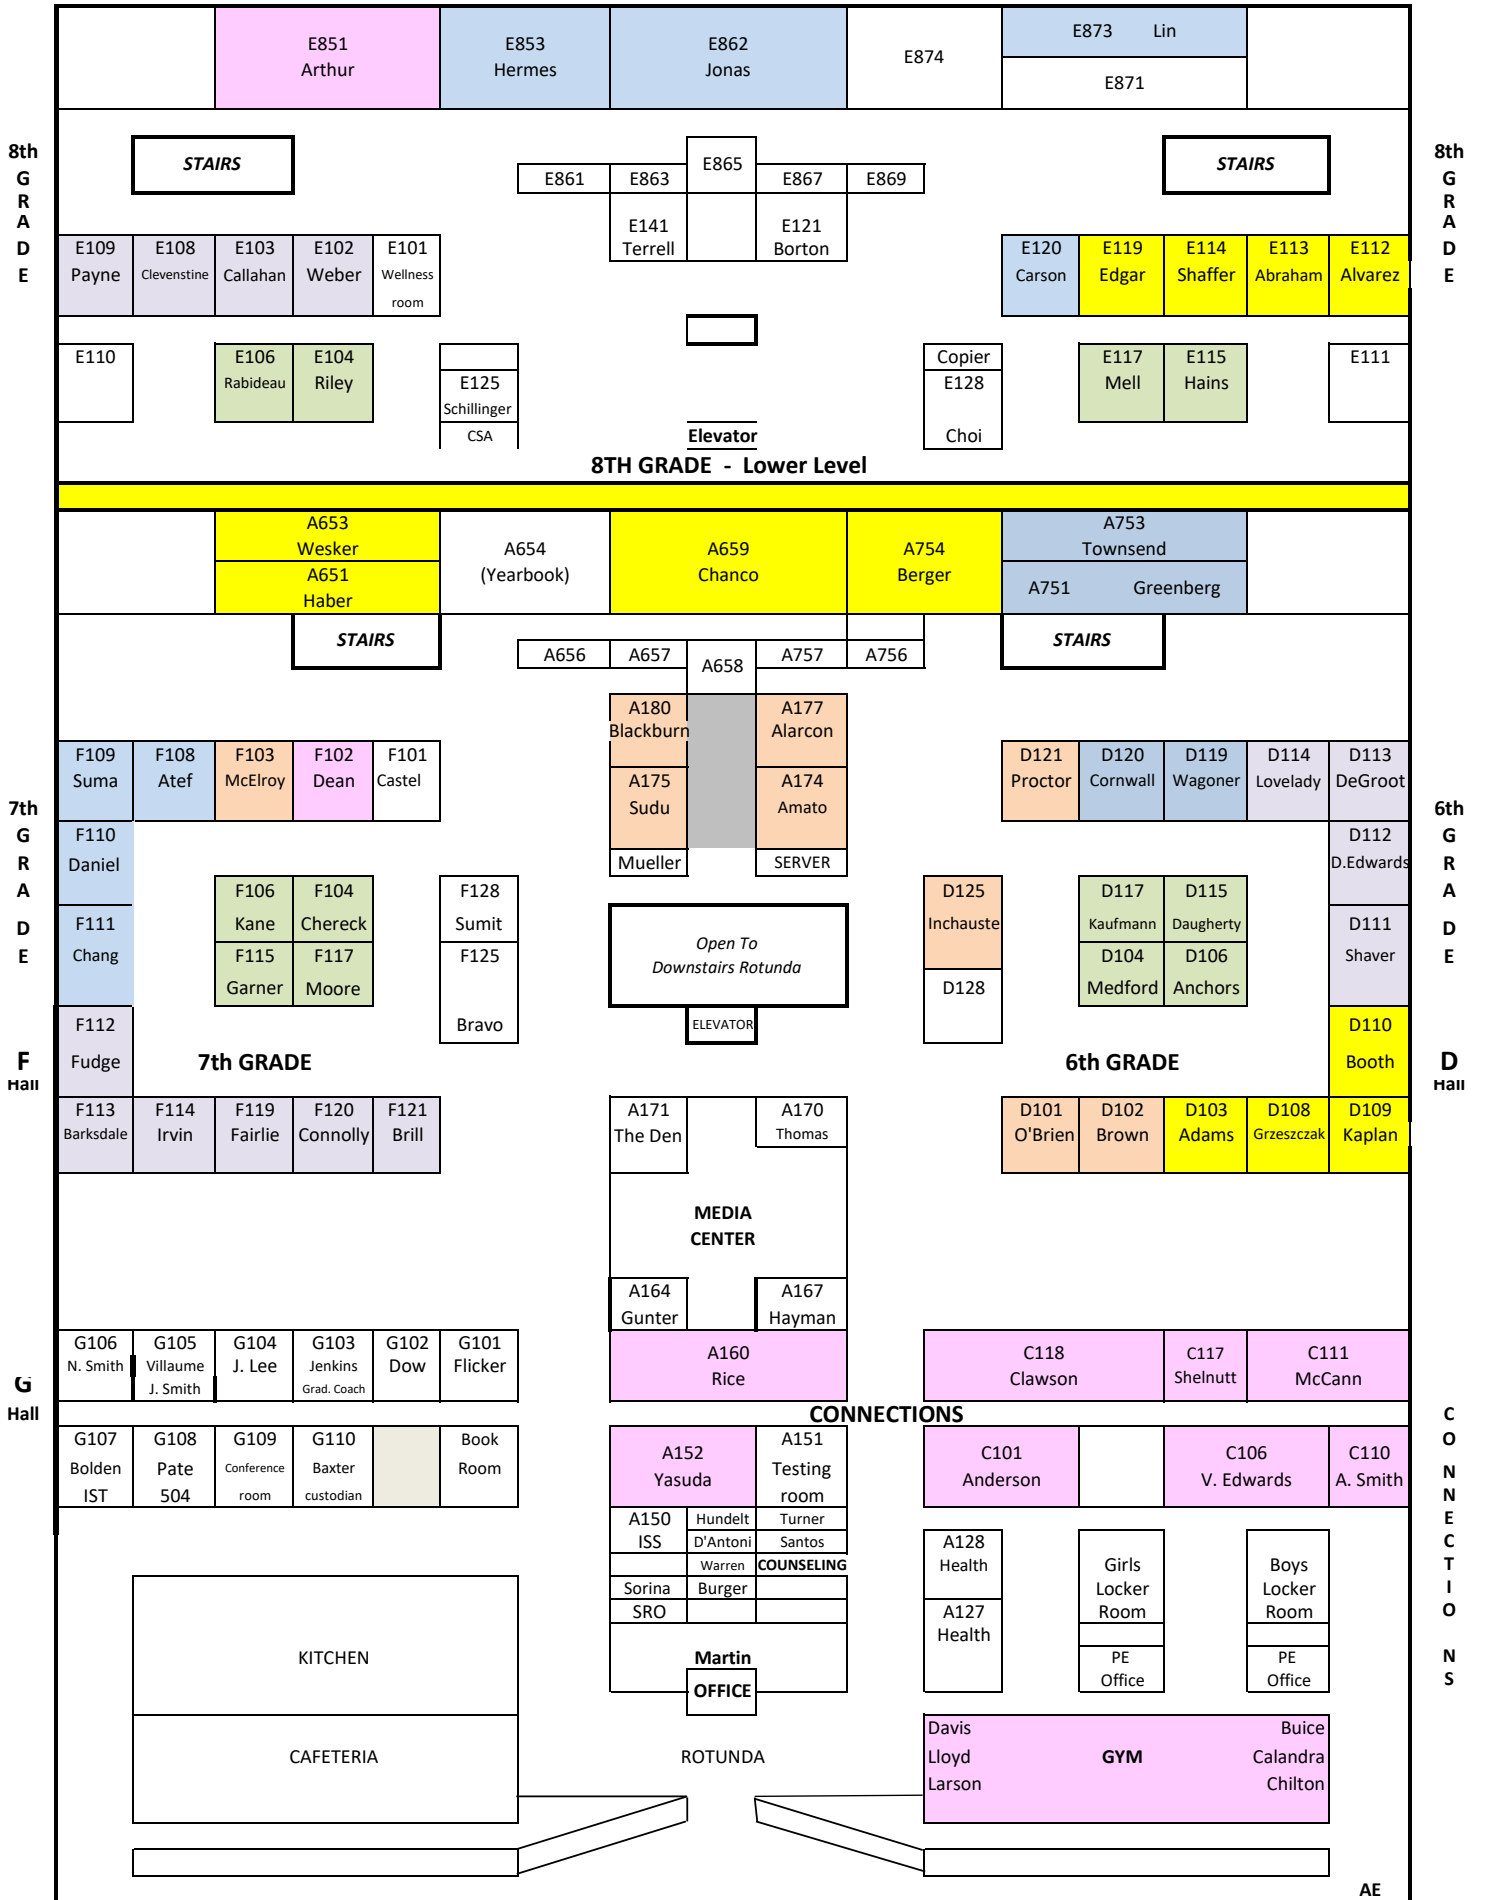 E851
Arthur
E853
Hermes
E862
Jonas
E874
E873 Lin
E871
8th
G
R
A
D
E
STAIRS
E861
E863
E865
E867
E869
STAIRS
8th
G
R
A
D
E
E141
Terrell
E121
Borton
E109
Payne
E108
Clevenstine
E103
Callahan
E102
Weber
E101
Wellness
room
E120
Carson
E119
Edgar
E114
Shaffer
E113
Abraham
E112
Alvarez
E110
E106
Rabideau
E104
Riley
E125
Schillinger
CSA
Elevator
Copier
E128
Choi
E117
Mell
E115
Hains
E111
8TH GRADE - Lower Level
A653
Wesker
A651
Haber
A654
(Yearbook)
A659
Chanco
A754
Berger
A753
Townsend
A751 Greenberg
STAIRS
A656
A657
A658
A757
A756
STAIRS
A180
Blackburn
A177
Alarcon
A175
Sudu
A174
Amato
Mueller
SERVER
7th
G
R
A
D
E
F109
Suma
F108
Atef
F103
McElroy
F102
Dean
F101
Castel
D121
Proctor
D120
Cornwall
D119
Wagoner
D114
Lovelady
D113
DeGroot
6th
G
R
A
D
E
F110
Daniel
D112
D.Edwards
F111
Chang
F106
Kane
F104
Chereck
F115
Garner
F117
Moore
F128
Sumit
F125
Bravo
Open To
Downstairs Rotunda
ELEVATOR
D125
Inchauste
D128
D117
Kaufmann
D115
Daugherty
D104
Medford
D106
Anchors
D111
Shaver
F112
Fudge
D110
Booth
F
Hall
7th GRADE
6th GRADE
D
Hall
F113
Barksdale
F114
Irvin
F119
Fairlie
F120
Connolly
F121
Brill
A171
The Den
A170
Thomas
D101
O'Brien
D102
Brown
D103
Adams
D108
Grzeszczak
D109
Kaplan
MEDIA
CENTER
A164
Gunter
A167
Hayman
G
Hall
G106
N. Smith
G105
Villaume
J. Smith
G104
J. Lee
G103
Jenkins
Grad. Coach
G102
Dow
G101
Flicker
A160
Rice
C118
Clawson
C117
Shelnutt
C111
McCann
CONNECTIONS
G107
Bolden
IST
G108
Pate
504
G109
Conference
room
G110
Baxter
custodian
Book
Room
A152
Yasuda
A151
Testing
room
C101
Anderson
C106
V. Edwards
C110
A. Smith
C
O
N
N
E
C
T
I
O
N
S
A150
ISS
Hundelt
Turner
D'Antoni
Santos
Warren
COUNSELING
Sorina
Burger
SRO
Martin
OFFICE
A128
Health
A127
Health
Girls
Locker
Room
PE
Office
Boys
Locker
Room
PE
Office
KITCHEN
CAFETERIA
ROTUNDA
Davis
Lloyd
Larson
GYM
Buice
Calandra
Chilton
AE